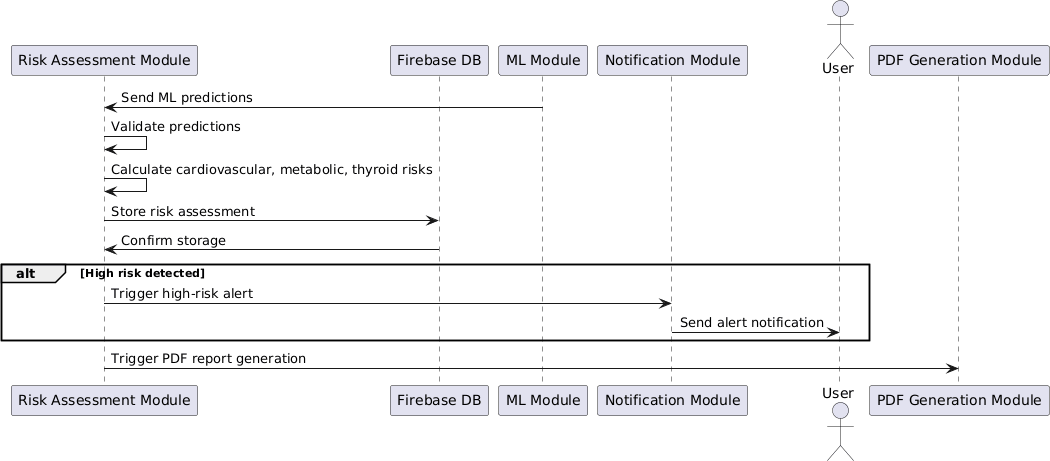 User
Risk Assessment Module
Firebase DB
ML Module
Notification Module
PDF Generation Module
Send ML predictions
Validate predictions
Calculate cardiovascular, metabolic, thyroid risks
Store risk assessment
Confirm storage
alt [High risk detected]
Trigger high-risk alert
Send alert notification
Trigger PDF report generation
Risk Assessment Module
Firebase DB
ML Module
Notification Module
User
PDF Generation Module